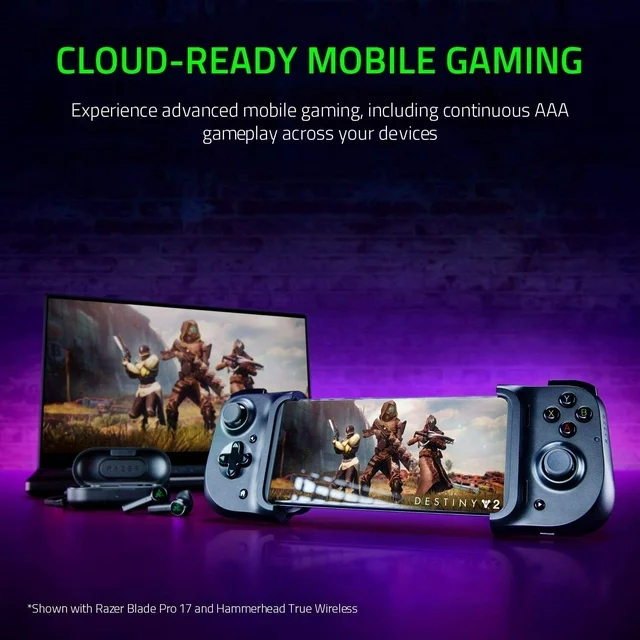 CLOUD-READY MOBILE GAMING
Experience advanced mobile gaming, including continuous AAA
gameplay across your devices
RAZER
Y
X
B
A
DESTINY 2
*Shown with Razer Blade Pro 17 and Hammerhead True Wireless